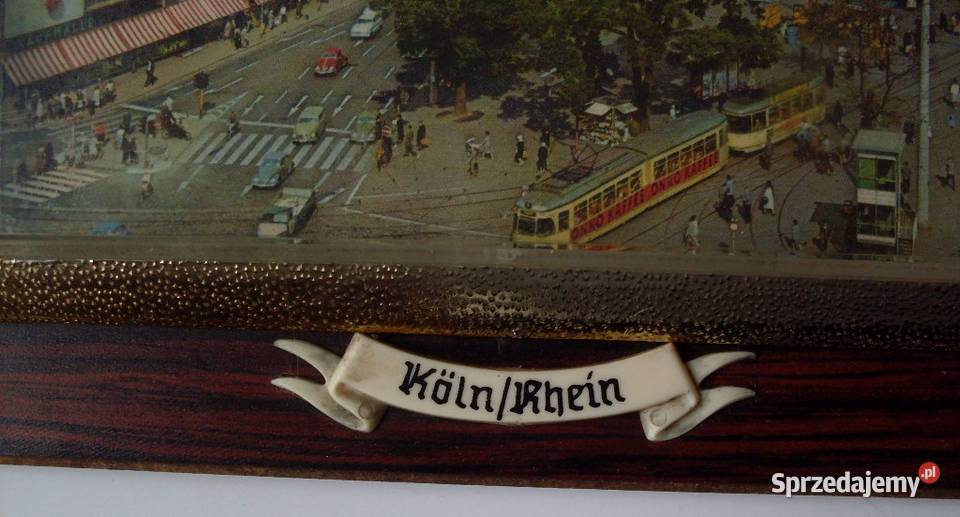 ONKO KAFFEE ONKO KAFFEE
Köln/Rhein
Sprzedajemy.pl